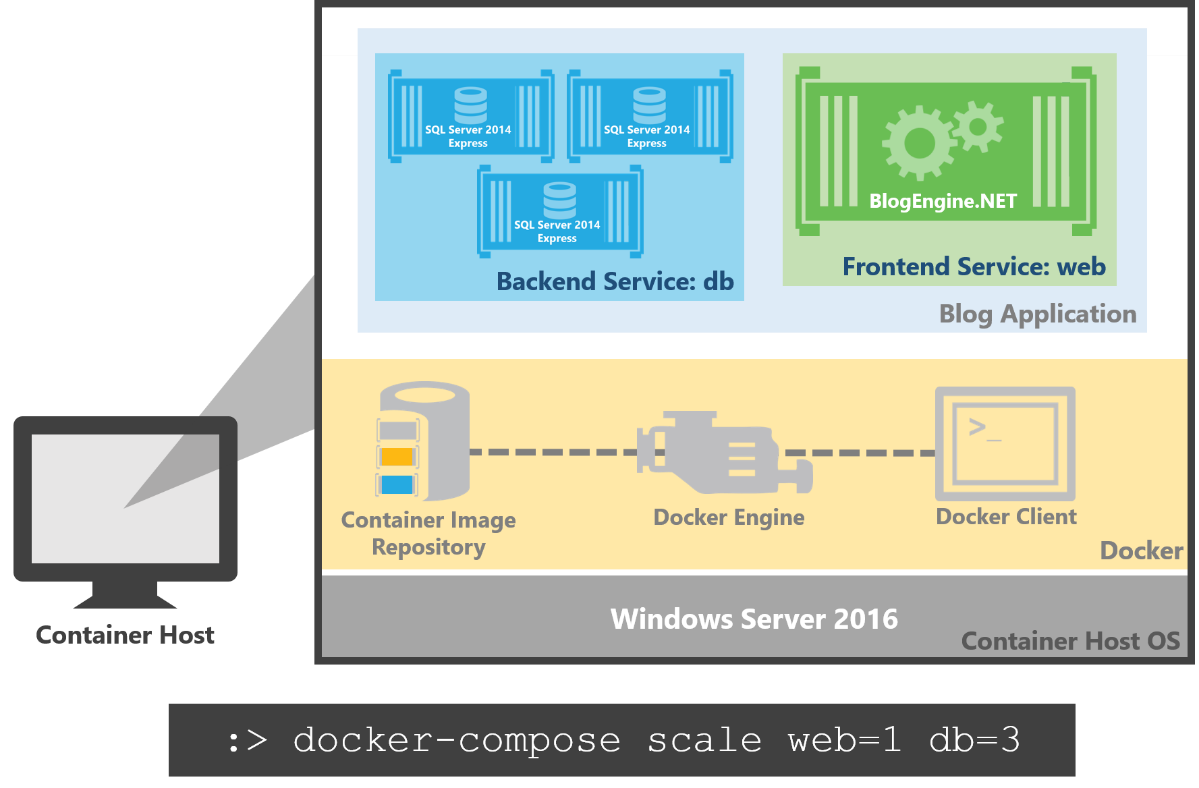 SQL Server 2014
Express
SQL Server 2014
Express
SQL Server 2014
Express
Backend Service: db
BlogEngine.NET
Frontend Service: web
Blog Application
>_
Container Image
Repository
Docker Engine
Docker Client
Docker
Windows Server 2016
Container Host OS
Container Host
:> docker-compose scale web=1 db=3